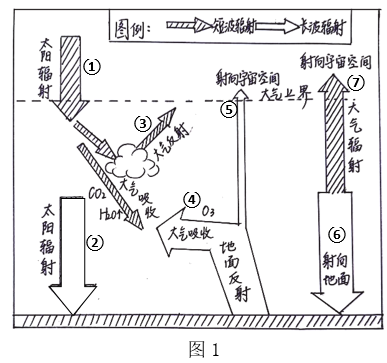 图例： 短波辐射 长波辐射
太阳辐射
①
射向宇宙空间
大气上界
射向宇宙空间
⑦
③
大气反射
⑤
大气辐射
大气吸收
CO₂
H₂O
④
O₃
大气吸收
太阳辐射
②
地面反射
⑥
射向地面
图 1